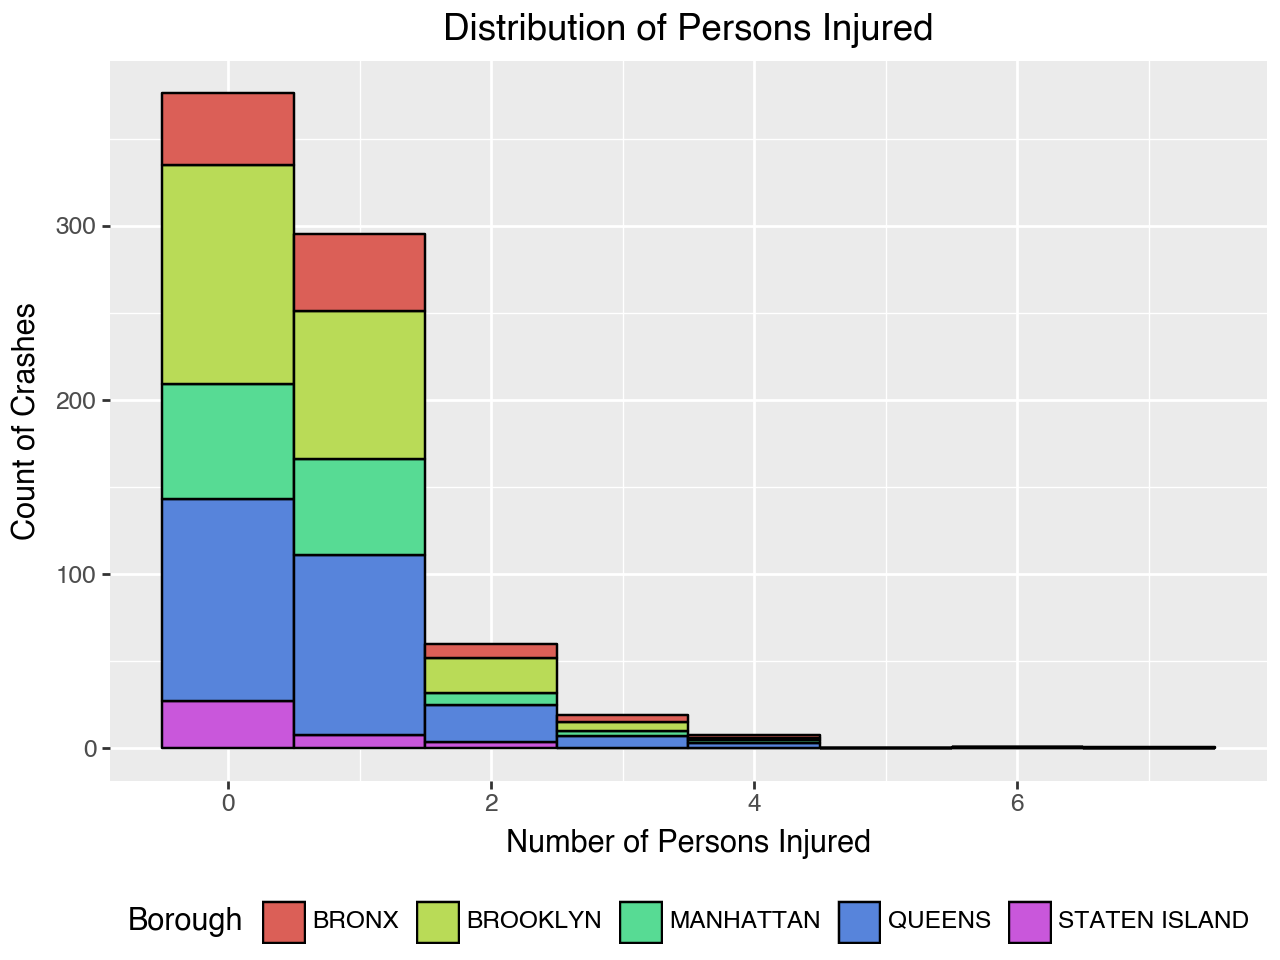 Distribution of Persons Injured
Count of Crashes
300
200
100
0
0 2 4 6
Number of Persons Injured
Borough BRONX BROOKLYN MANHATTAN QUEENS STATEN ISLAND